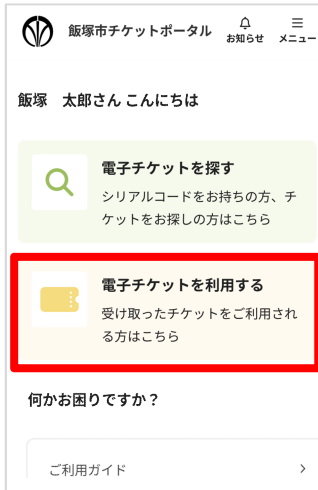 飯塚市チケットポータル
お知らせ
メニュー
飯塚　太郎さん こんにちは
電子チケットを探す
シリアルコードをお持ちの方、チ
ケットをお探しの方はこちら
電子チケットを利用する
受け取ったチケットをご利用され
る方はこちら
何かお困りですか？
ご利用ガイド